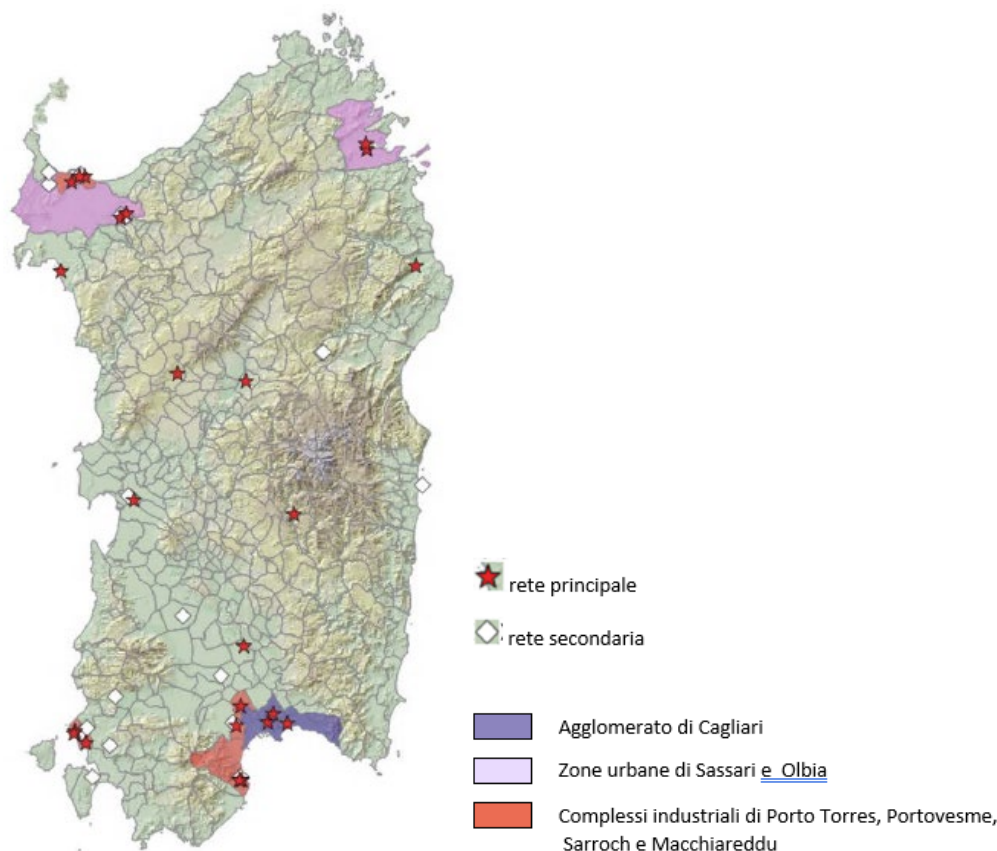 rete principale
rete secondaria
Agglomerato di Cagliari
Zone urbane di Sassari e Olbia
Complessi industriali di Porto Torres, Portovesme,
Sarroch e Macchiareddu